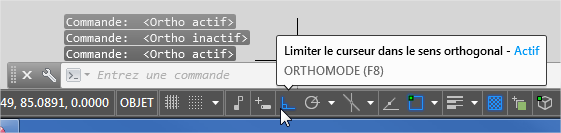 Commande:  <Ortho actif>
Commande:  <Ortho inactif>
Commande:  <Ortho actif>
Limiter le curseur dans le sens orthogonal - Actif
ORTHOMODE (F8)
Entrez une commande
49, 85.0891, 0.0000 OBJET